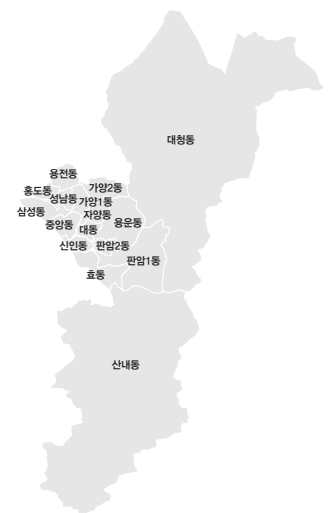 대청동
용전동
홍도동
가양2동
성남동
가양1동
삼성동
자양동
중앙동
용운동
대동
신인동
판암2동
판암1동
효동
산내동